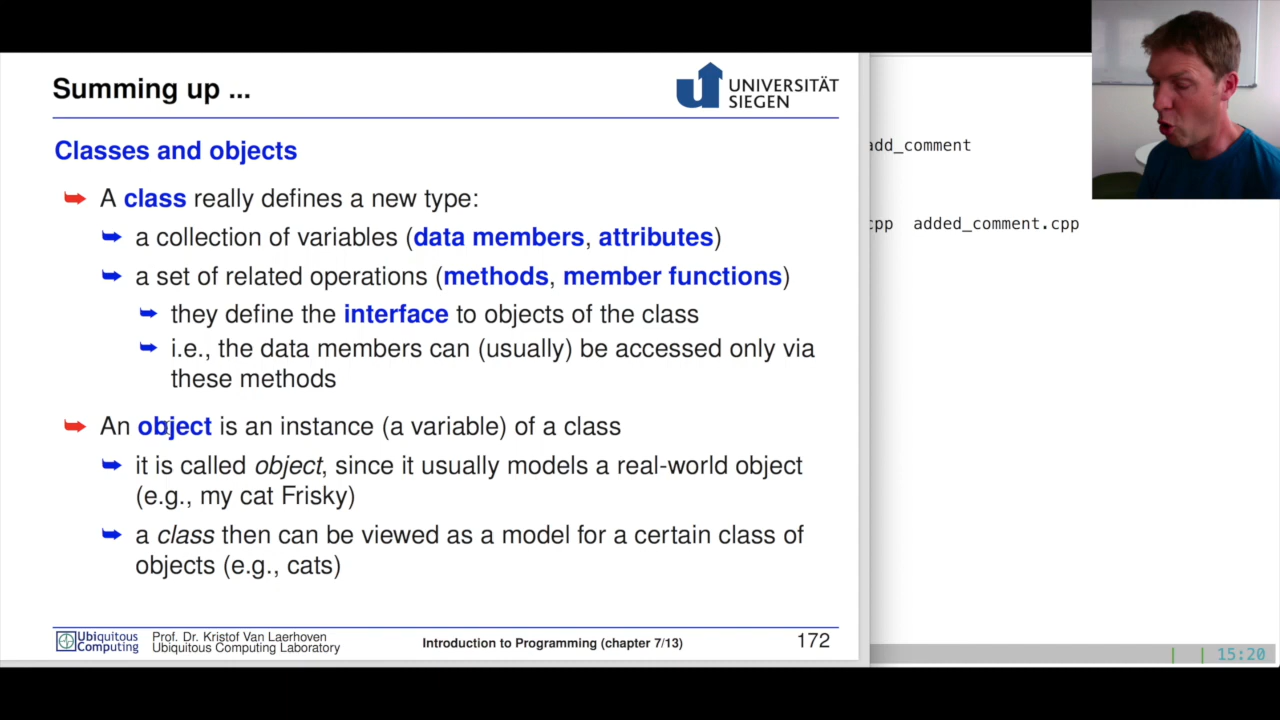 Summing up ...
UNIVERSITÄT
SIEGEN
Classes and objects
A class really defines a new type:
a collection of variables (data members, attributes)
a set of related operations (methods, member functions)
they define the interface to objects of the class
i.e., the data members can (usually) be accessed only via
these methods
An object is an instance (a variable) of a class
it is called object, since it usually models a real-world object
(e.g., my cat Frisky)
a class then can be viewed as a model for a certain class of
objects (e.g., cats)
Ubiquitous
Computing
Prof. Dr. Kristof Van Laerhoven
Ubiquitous Computing Laboratory
Introduction to Programming (chapter 7/13)
172
add_comment
cpp added_comment.cpp
| | 15:20